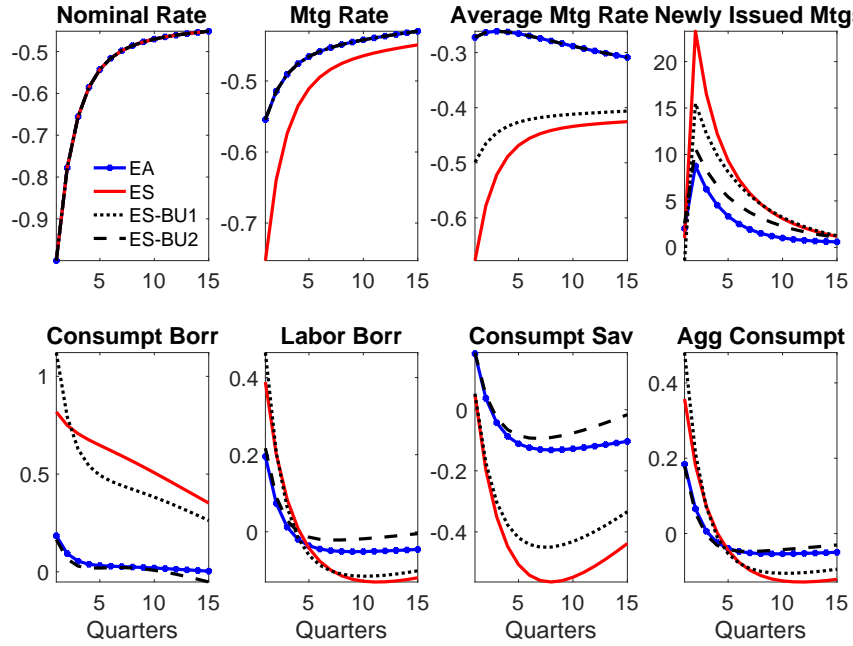 Nominal Rate
Mtg Rate
Average Mtg Rate
Newly Issued Mtg
-0.5
-0.6
-0.7
-0.8
-0.9
5 10 15
EA
ES
ES-BU1
ES-BU2
-0.5
-0.6
-0.7
5 10 15
-0.3
-0.4
-0.5
-0.6
5 10 15
20
15
10
5
0
5 10 15
Consumpt Borr
Labor Borr
Consumpt Sav
Agg Consumpt
1
0.5
0
5 10 15
Quarters
0.4
0.2
0
5 10 15
Quarters
0
-0.2
-0.4
5 10 15
Quarters
0.4
0.2
0
5 10 15
Quarters